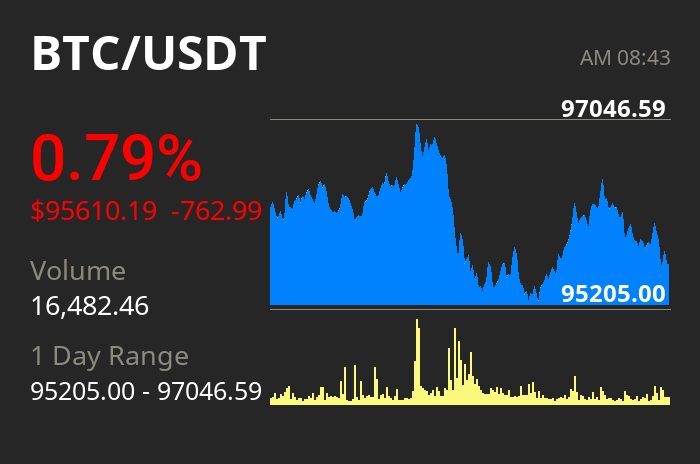 BTC/USDT
AM 08:43
97046.59
0.79%
$95610.19 -762.99
Volume
16,482.46
95205.00
1 Day Range
95205.00 - 97046.59